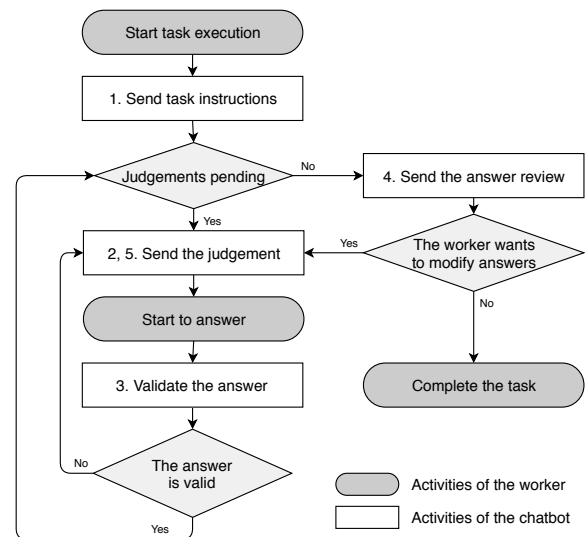 Start task execution
1. Send task instructions
Judgements pending
No
4. Send the answer review
Yes
2, 5. Send the judgement
Yes
The worker wants
to modify answers
No
Start to answer
3. Validate the answer
Complete the task
No
The answer
is valid
Yes
Activities of the worker
Activities of the chatbot